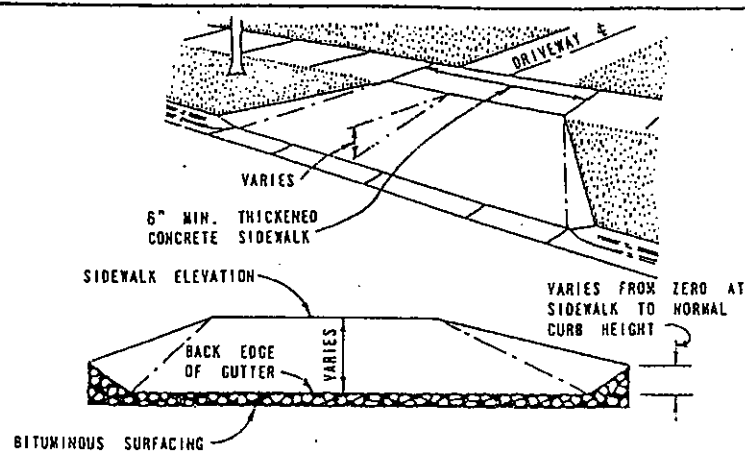 DRIVEWAY ℄
VARIES
6" MIN. THICKENED
CONCRETE SIDEWALK
SIDEWALK ELEVATION
VARIES FROM ZERO AT
SIDEWALK TO NORMAL
CURB HEIGHT
BACK EDGE
OF GUTTER
VARIES
BITUMINOUS SURFACING